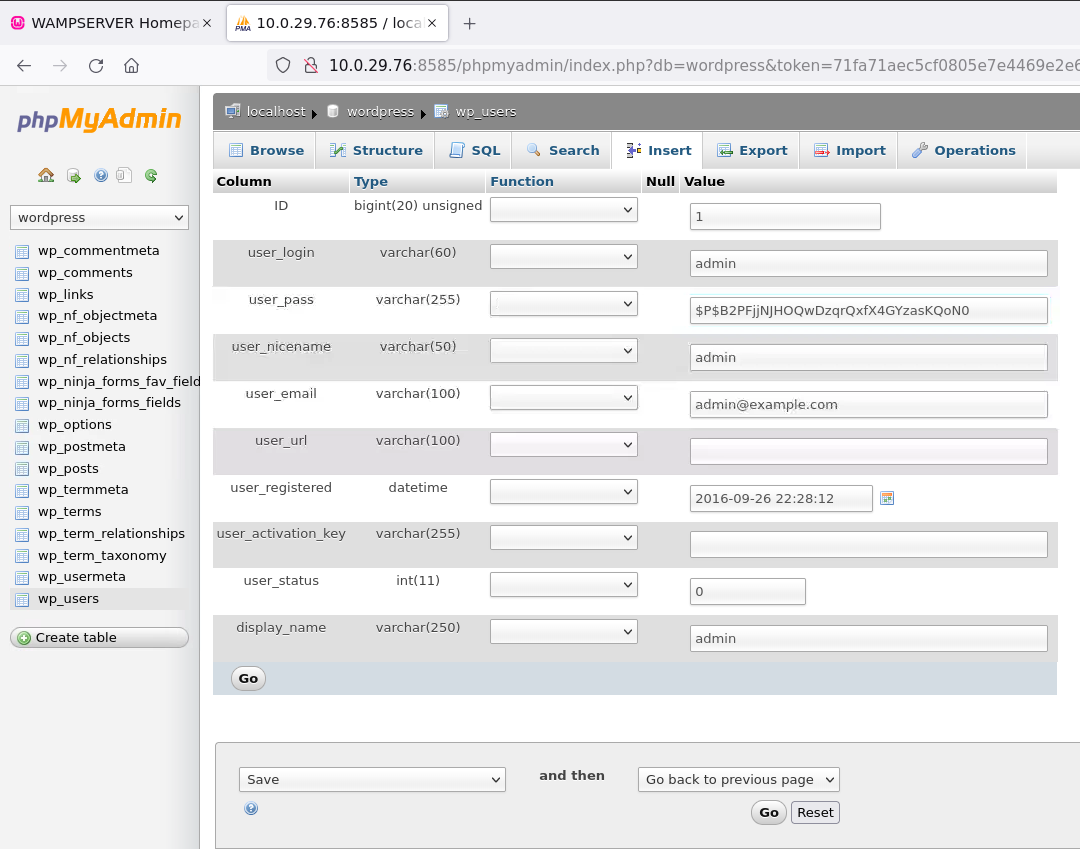 WAMPSERVER Homepa
10.0.29.76:8585 / loca
10.0.29.76:8585/phpmyadmin/index.php?db=wordpress&token=71fa71aec5cf0805e7e4469e2e6
phpMyAdmin
wordpress
wp_commentmeta
wp_comments
wp_links
wp_nf_objectmeta
wp_nf_objects
wp_nf_relationships
wp_ninja_forms_fav_field
wp_ninja_forms_fields
wp_options
wp_postmeta
wp_posts
wp_termmeta
wp_terms
wp_term_relationships
wp_term_taxonomy
wp_usermeta
wp_users
Create table
localhost wordpress wp_users
Browse Structure SQL Search Insert Export Import Operations
Column Type Function Null Value
ID bigint(20) unsigned 1
user_login varchar(60) admin
user_pass varchar(255) $P$B2PFjjNJHOQwDzqrQxfX4GYzasKQoN0
user_nicename varchar(50) admin
user_email varchar(100) admin@example.com
user_url varchar(100)
user_registered datetime 2016-09-26 22:28:12
user_activation_key varchar(255)
user_status int(11) 0
display_name varchar(250) admin
Go
Save and then Go back to previous page
Go Reset